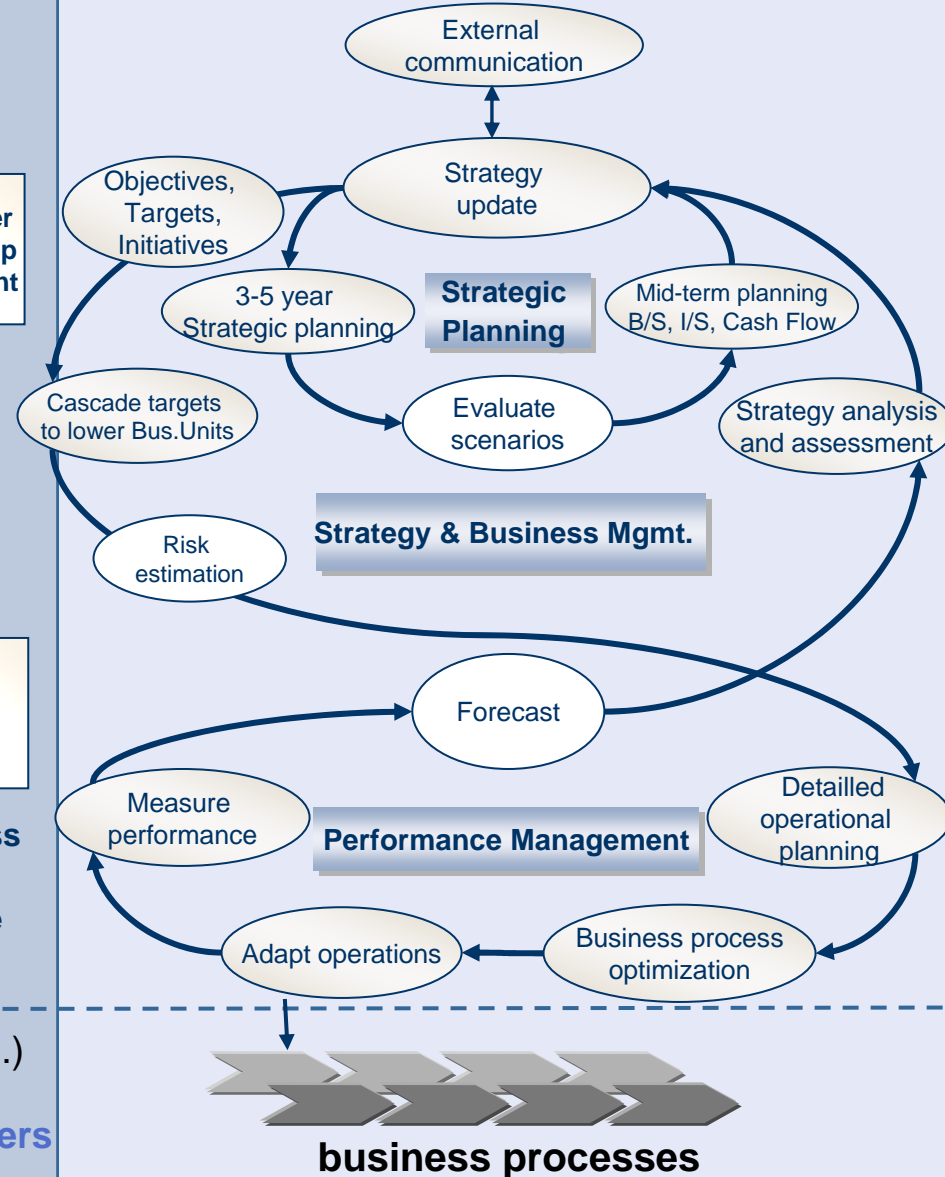 External
communication
Strategy
update
Objectives,
Targets,
Initiatives
3-5 year
Strategic planning
Strategic
Planning
Mid-term planning
B/S, I/S, Cash Flow
Cascade targets
to lower Bus.Units
Evaluate
scenarios
Strategy analysis
and assessment
Strategy & Business Mgmt.
Risk
estimation
Forecast
Measure
performance
Performance Management
Detailled
operational
planning
Adapt operations
Business process
optimization
business processes